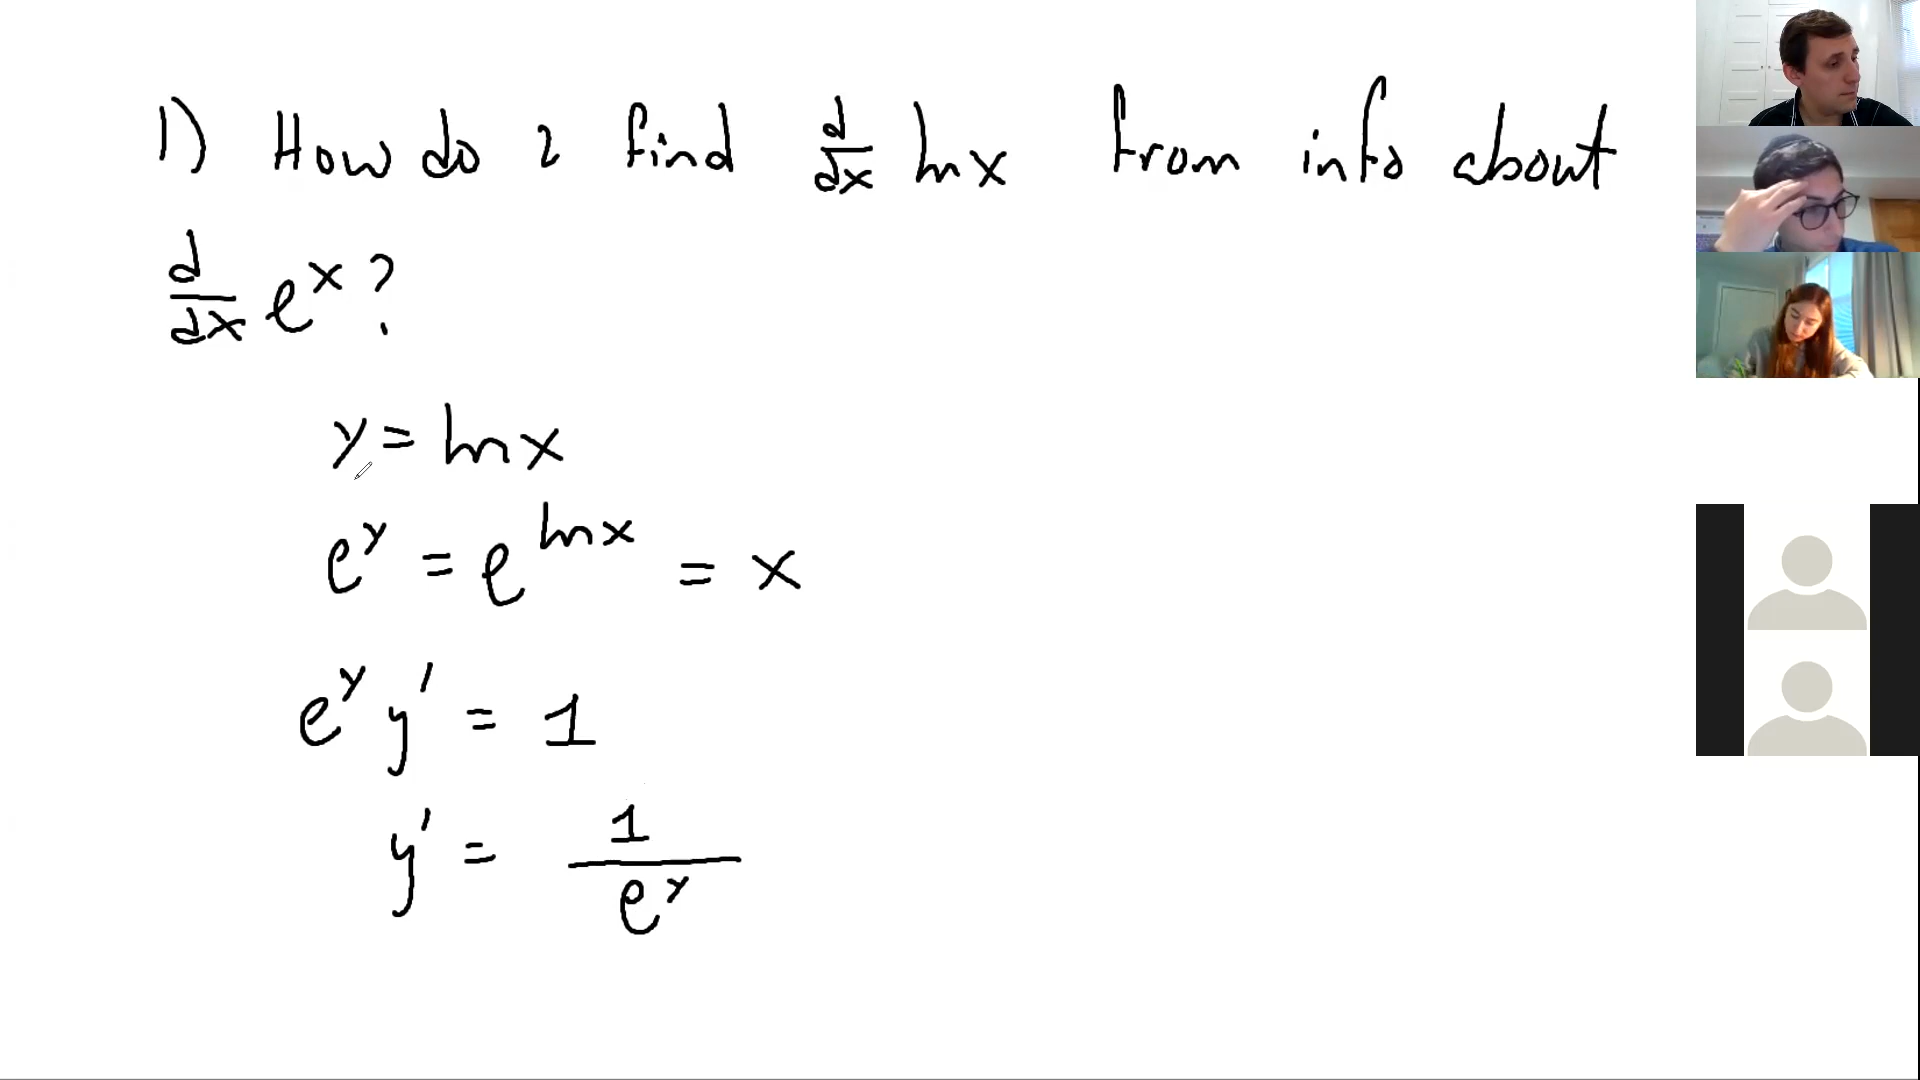 1) How do I find d/dx ln x from info about
d/dx e^x ?
y = ln x
e^y = e^ln x = x
e^y y' = 1
y' = 1/e^y